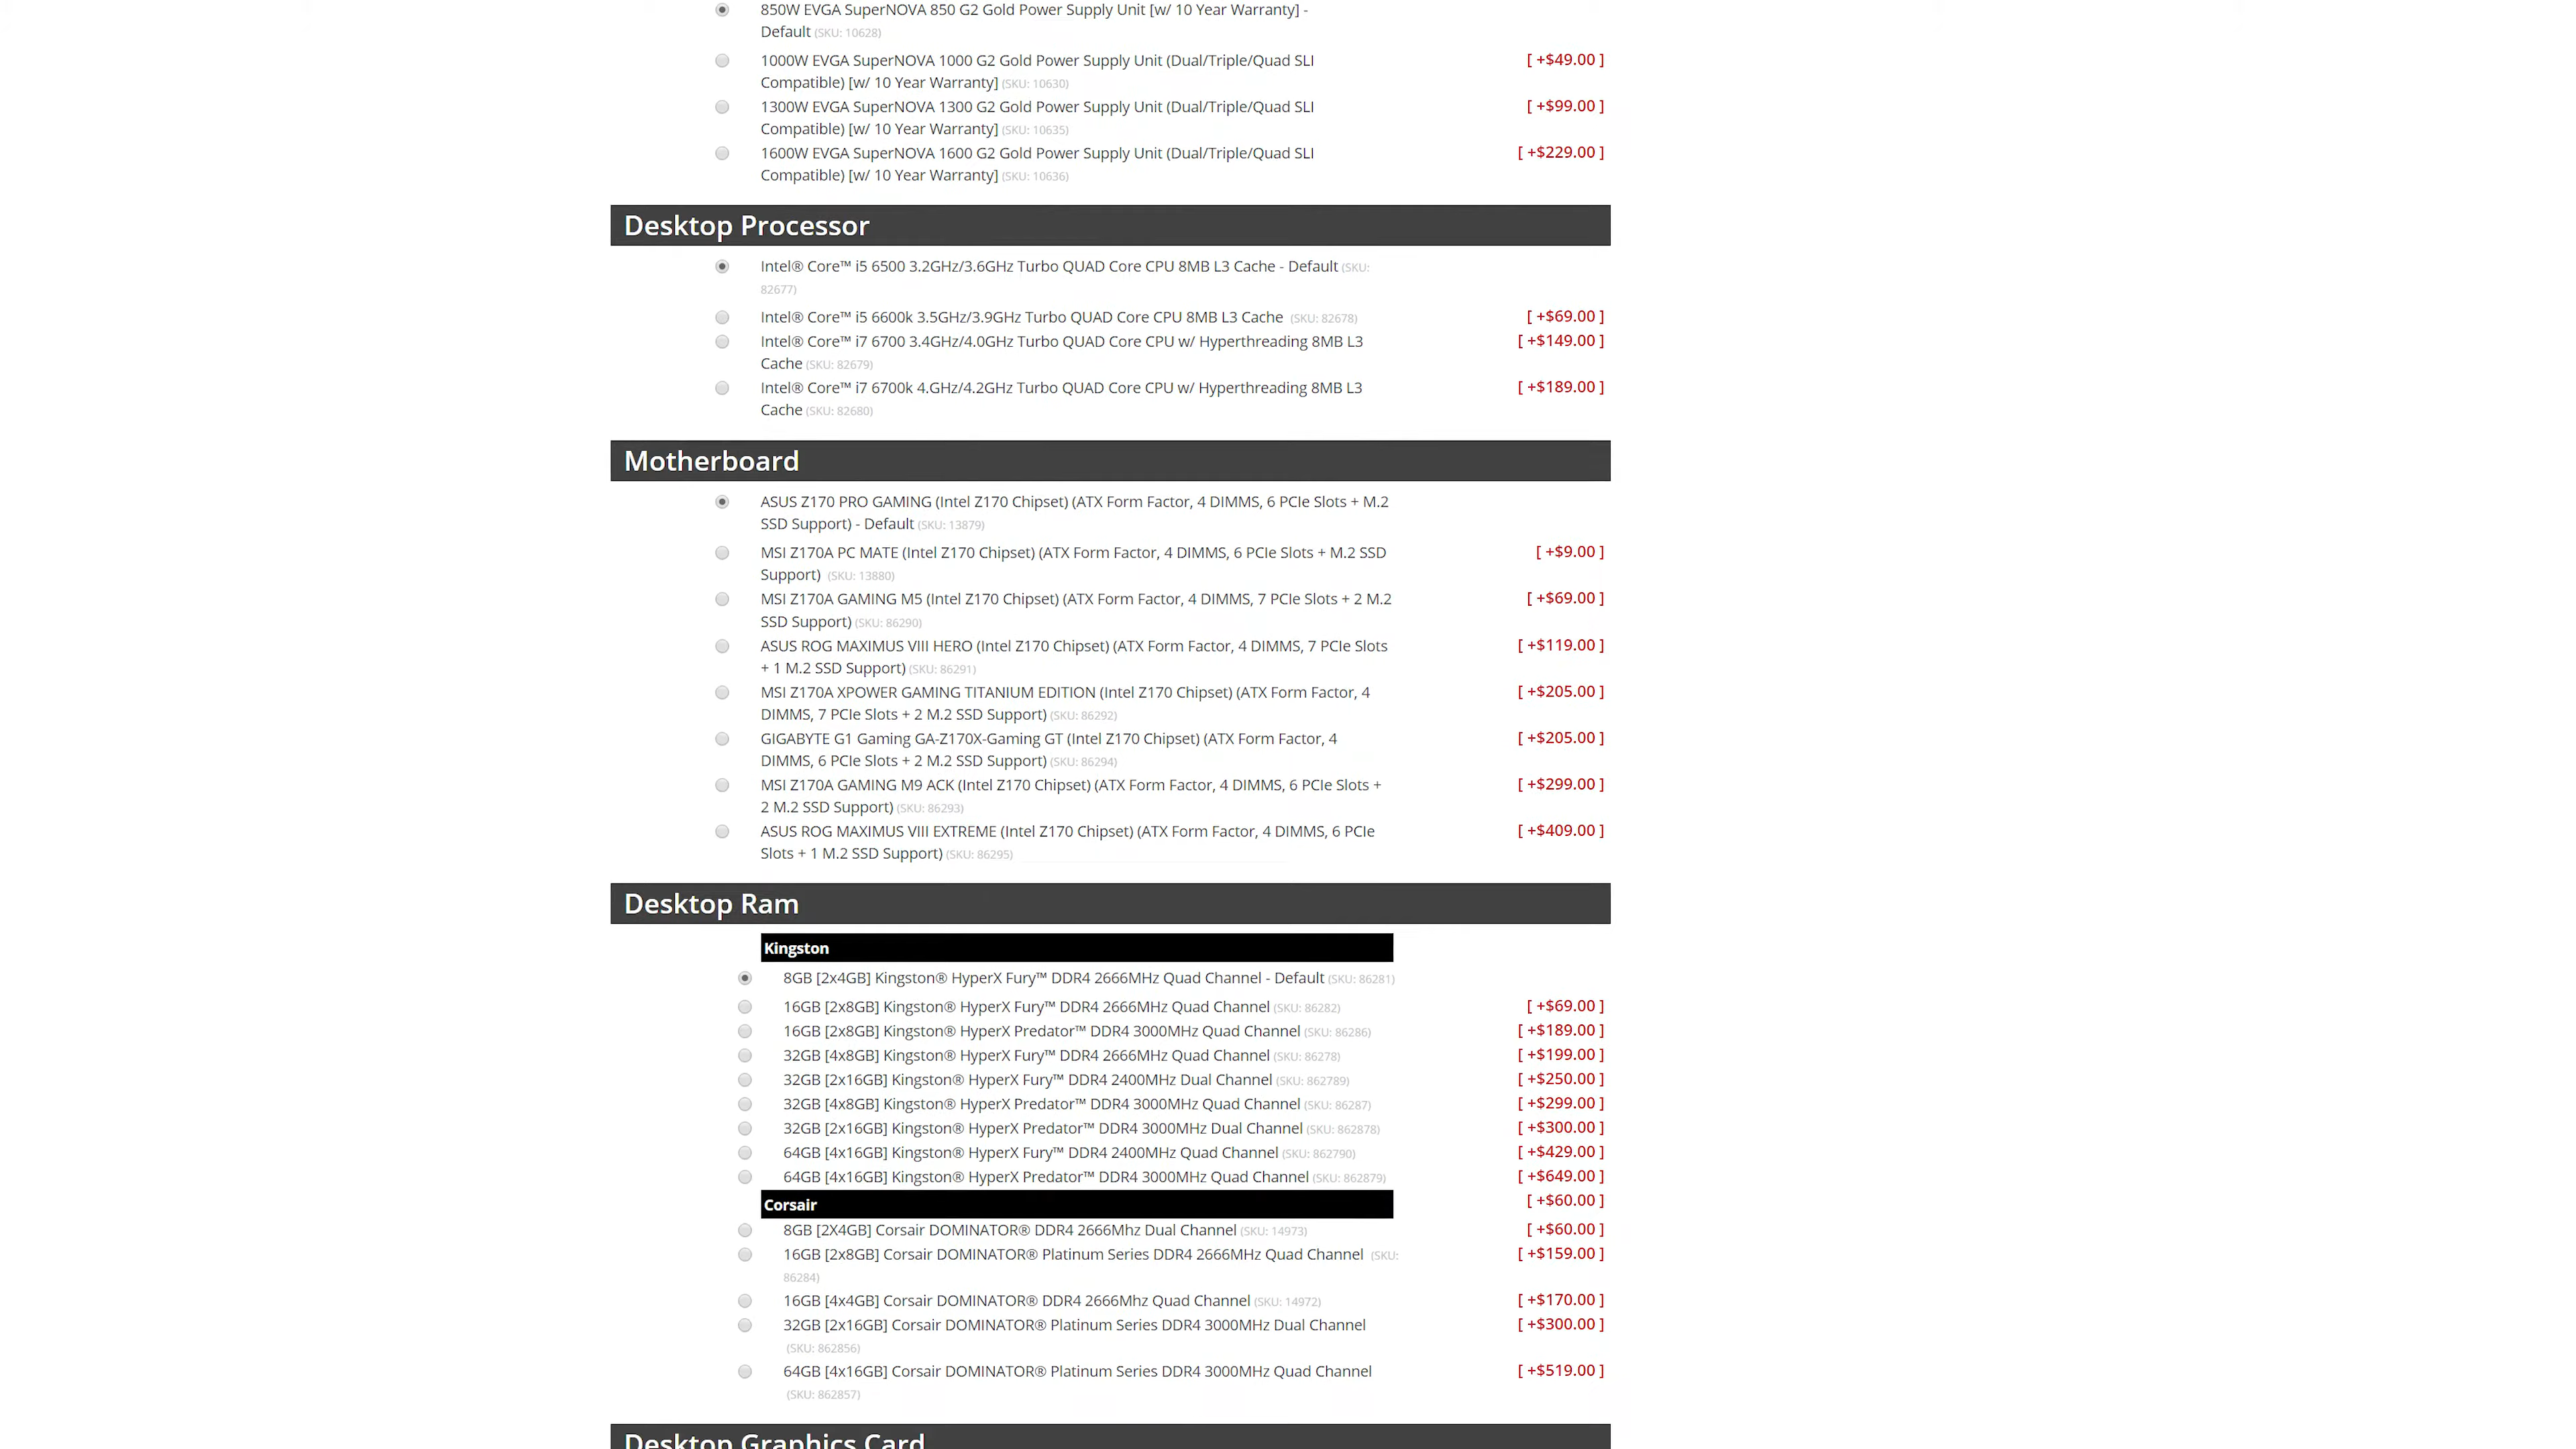 850W EVGA SuperNOVA 850 G2 Gold Power Supply Unit [w/ 10 Year Warranty] -
Default (SKU: 10628)
1000W EVGA SuperNOVA 1000 G2 Gold Power Supply Unit (Dual/Triple/Quad SLI [ +$49.00 ]
Compatible) [w/ 10 Year Warranty] (SKU: 10630)
1300W EVGA SuperNOVA 1300 G2 Gold Power Supply Unit (Dual/Triple/Quad SLI [ +$99.00 ]
Compatible) [w/ 10 Year Warranty] (SKU: 10635)
1600W EVGA SuperNOVA 1600 G2 Gold Power Supply Unit (Dual/Triple/Quad SLI [ +$229.00 ]
Compatible) [w/ 10 Year Warranty] (SKU: 10636)
Desktop Processor
Intel® Core™ i5 6500 3.2GHz/3.6GHz Turbo QUAD Core CPU 8MB L3 Cache - Default (SKU:
82677)
Intel® Core™ i5 6600k 3.5GHz/3.9GHz Turbo QUAD Core CPU 8MB L3 Cache (SKU: 82678) [ +$69.00 ]
Intel® Core™ i7 6700 3.4GHz/4.0GHz Turbo QUAD Core CPU w/ Hyperthreading 8MB L3 [ +$149.00 ]
Cache (SKU: 82679)
Intel® Core™ i7 6700k 4.GHz/4.2GHz Turbo QUAD Core CPU w/ Hyperthreading 8MB L3 [ +$189.00 ]
Cache (SKU: 82680)
Motherboard
ASUS Z170 PRO GAMING (Intel Z170 Chipset) (ATX Form Factor, 4 DIMMS, 6 PCIe Slots + M.2
SSD Support) - Default (SKU: 13879)
MSI Z170A PC MATE (Intel Z170 Chipset) (ATX Form Factor, 4 DIMMS, 6 PCIe Slots + M.2 SSD [ +$9.00 ]
Support) (SKU: 13880)
MSI Z170A GAMING M5 (Intel Z170 Chipset) (ATX Form Factor, 4 DIMMS, 7 PCIe Slots + 2 M.2 [ +$69.00 ]
SSD Support) (SKU: 86290)
ASUS ROG MAXIMUS VIII HERO (Intel Z170 Chipset) (ATX Form Factor, 4 DIMMS, 7 PCIe Slots [ +$119.00 ]
+ 1 M.2 SSD Support) (SKU: 86291)
MSI Z170A XPOWER GAMING TITANIUM EDITION (Intel Z170 Chipset) (ATX Form Factor, 4 [ +$205.00 ]
DIMMS, 7 PCIe Slots + 2 M.2 SSD Support) (SKU: 86292)
GIGABYTE G1 Gaming GA-Z170X-Gaming GT (Intel Z170 Chipset) (ATX Form Factor, 4 [ +$205.00 ]
DIMMS, 6 PCIe Slots + 2 M.2 SSD Support) (SKU: 86294)
MSI Z170A GAMING M9 ACK (Intel Z170 Chipset) (ATX Form Factor, 4 DIMMS, 6 PCIe Slots + [ +$299.00 ]
2 M.2 SSD Support) (SKU: 86293)
ASUS ROG MAXIMUS VIII EXTREME (Intel Z170 Chipset) (ATX Form Factor, 4 DIMMS, 6 PCIe [ +$409.00 ]
Slots + 1 M.2 SSD Support) (SKU: 86295)
Desktop Ram
Kingston
8GB [2x4GB] Kingston® HyperX Fury™ DDR4 2666MHz Quad Channel - Default (SKU: 86281)
16GB [2x8GB] Kingston® HyperX Fury™ DDR4 2666MHz Quad Channel (SKU: 86282) [ +$69.00 ]
16GB [2x8GB] Kingston® HyperX Predator™ DDR4 3000MHz Quad Channel (SKU: 86286) [ +$189.00 ]
32GB [4x8GB] Kingston® HyperX Fury™ DDR4 2666MHz Quad Channel (SKU: 86278) [ +$199.00 ]
32GB [2x16GB] Kingston® HyperX Fury™ DDR4 2400MHz Dual Channel (SKU: 862789) [ +$250.00 ]
32GB [4x8GB] Kingston® HyperX Predator™ DDR4 3000MHz Quad Channel (SKU: 86287) [ +$299.00 ]
32GB [2x16GB] Kingston® HyperX Predator™ DDR4 3000MHz Dual Channel (SKU: 862878) [ +$300.00 ]
64GB [4x16GB] Kingston® HyperX Fury™ DDR4 2400MHz Quad Channel (SKU: 862790) [ +$429.00 ]
64GB [4x16GB] Kingston® HyperX Predator™ DDR4 3000MHz Quad Channel (SKU: 862879) [ +$649.00 ]
Corsair [ +$60.00 ]
8GB [2X4GB] Corsair DOMINATOR® DDR4 2666Mhz Dual Channel (SKU: 14973) [ +$60.00 ]
16GB [2x8GB] Corsair DOMINATOR® Platinum Series DDR4 2666MHz Quad Channel (SKU: [ +$159.00 ]
86284)
16GB [4x4GB] Corsair DOMINATOR® DDR4 2666Mhz Quad Channel (SKU: 14972) [ +$170.00 ]
32GB [2x16GB] Corsair DOMINATOR® Platinum Series DDR4 3000MHz Dual Channel [ +$300.00 ]
(SKU: 862856)
64GB [4x16GB] Corsair DOMINATOR® Platinum Series DDR4 3000MHz Quad Channel [ +$519.00 ]
(SKU: 862857)
Desktop Graphics Card